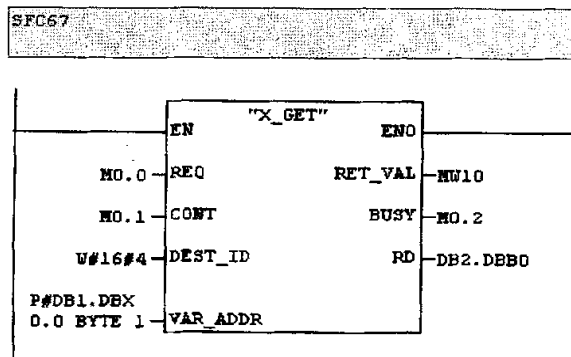 SFC67
"X_GET"
EN ENO
M0.0 REQ RET_VAL MW10
M0.1 CONT BUSY M0.2
W#16#4 DEST_ID RD DB2.DBB0
P#DB1.DBX
0.0 BYTE 1 VAR_ADDR